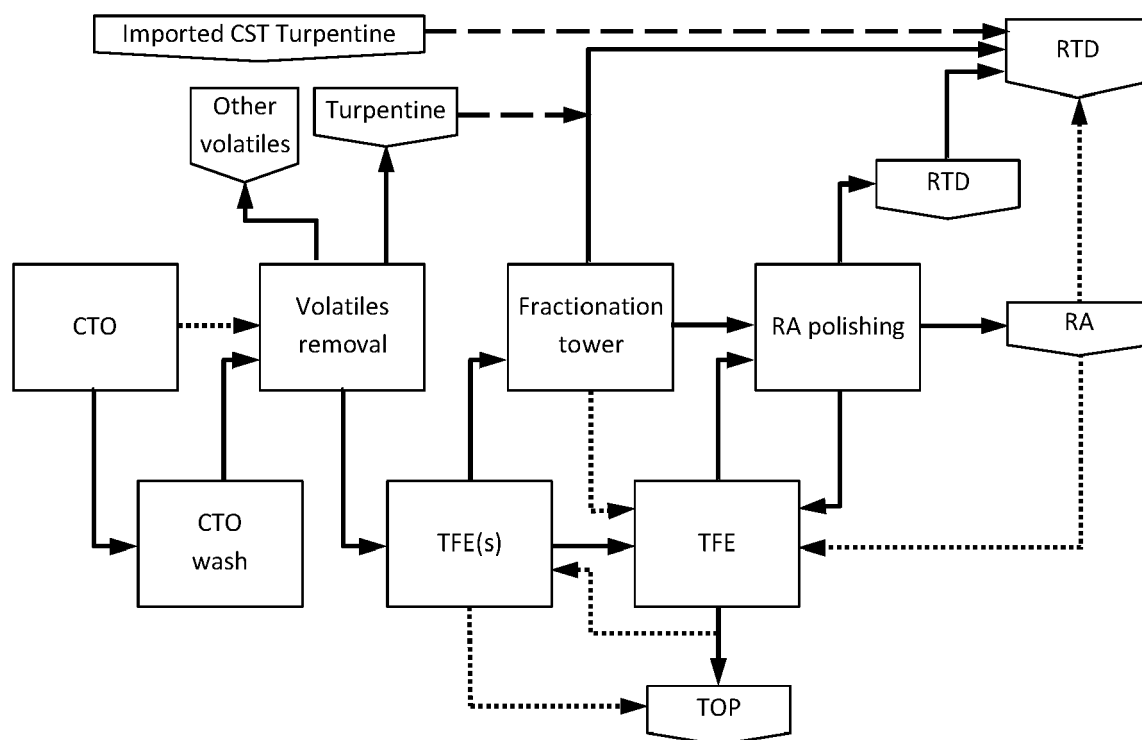 Imported CST Turpentine
RTD
Other
volatiles
Turpentine
RTD
CTO
Volatiles
removal
Fractionation
tower
RA polishing
RA
CTO
wash
TFE(s)
TFE
TOP